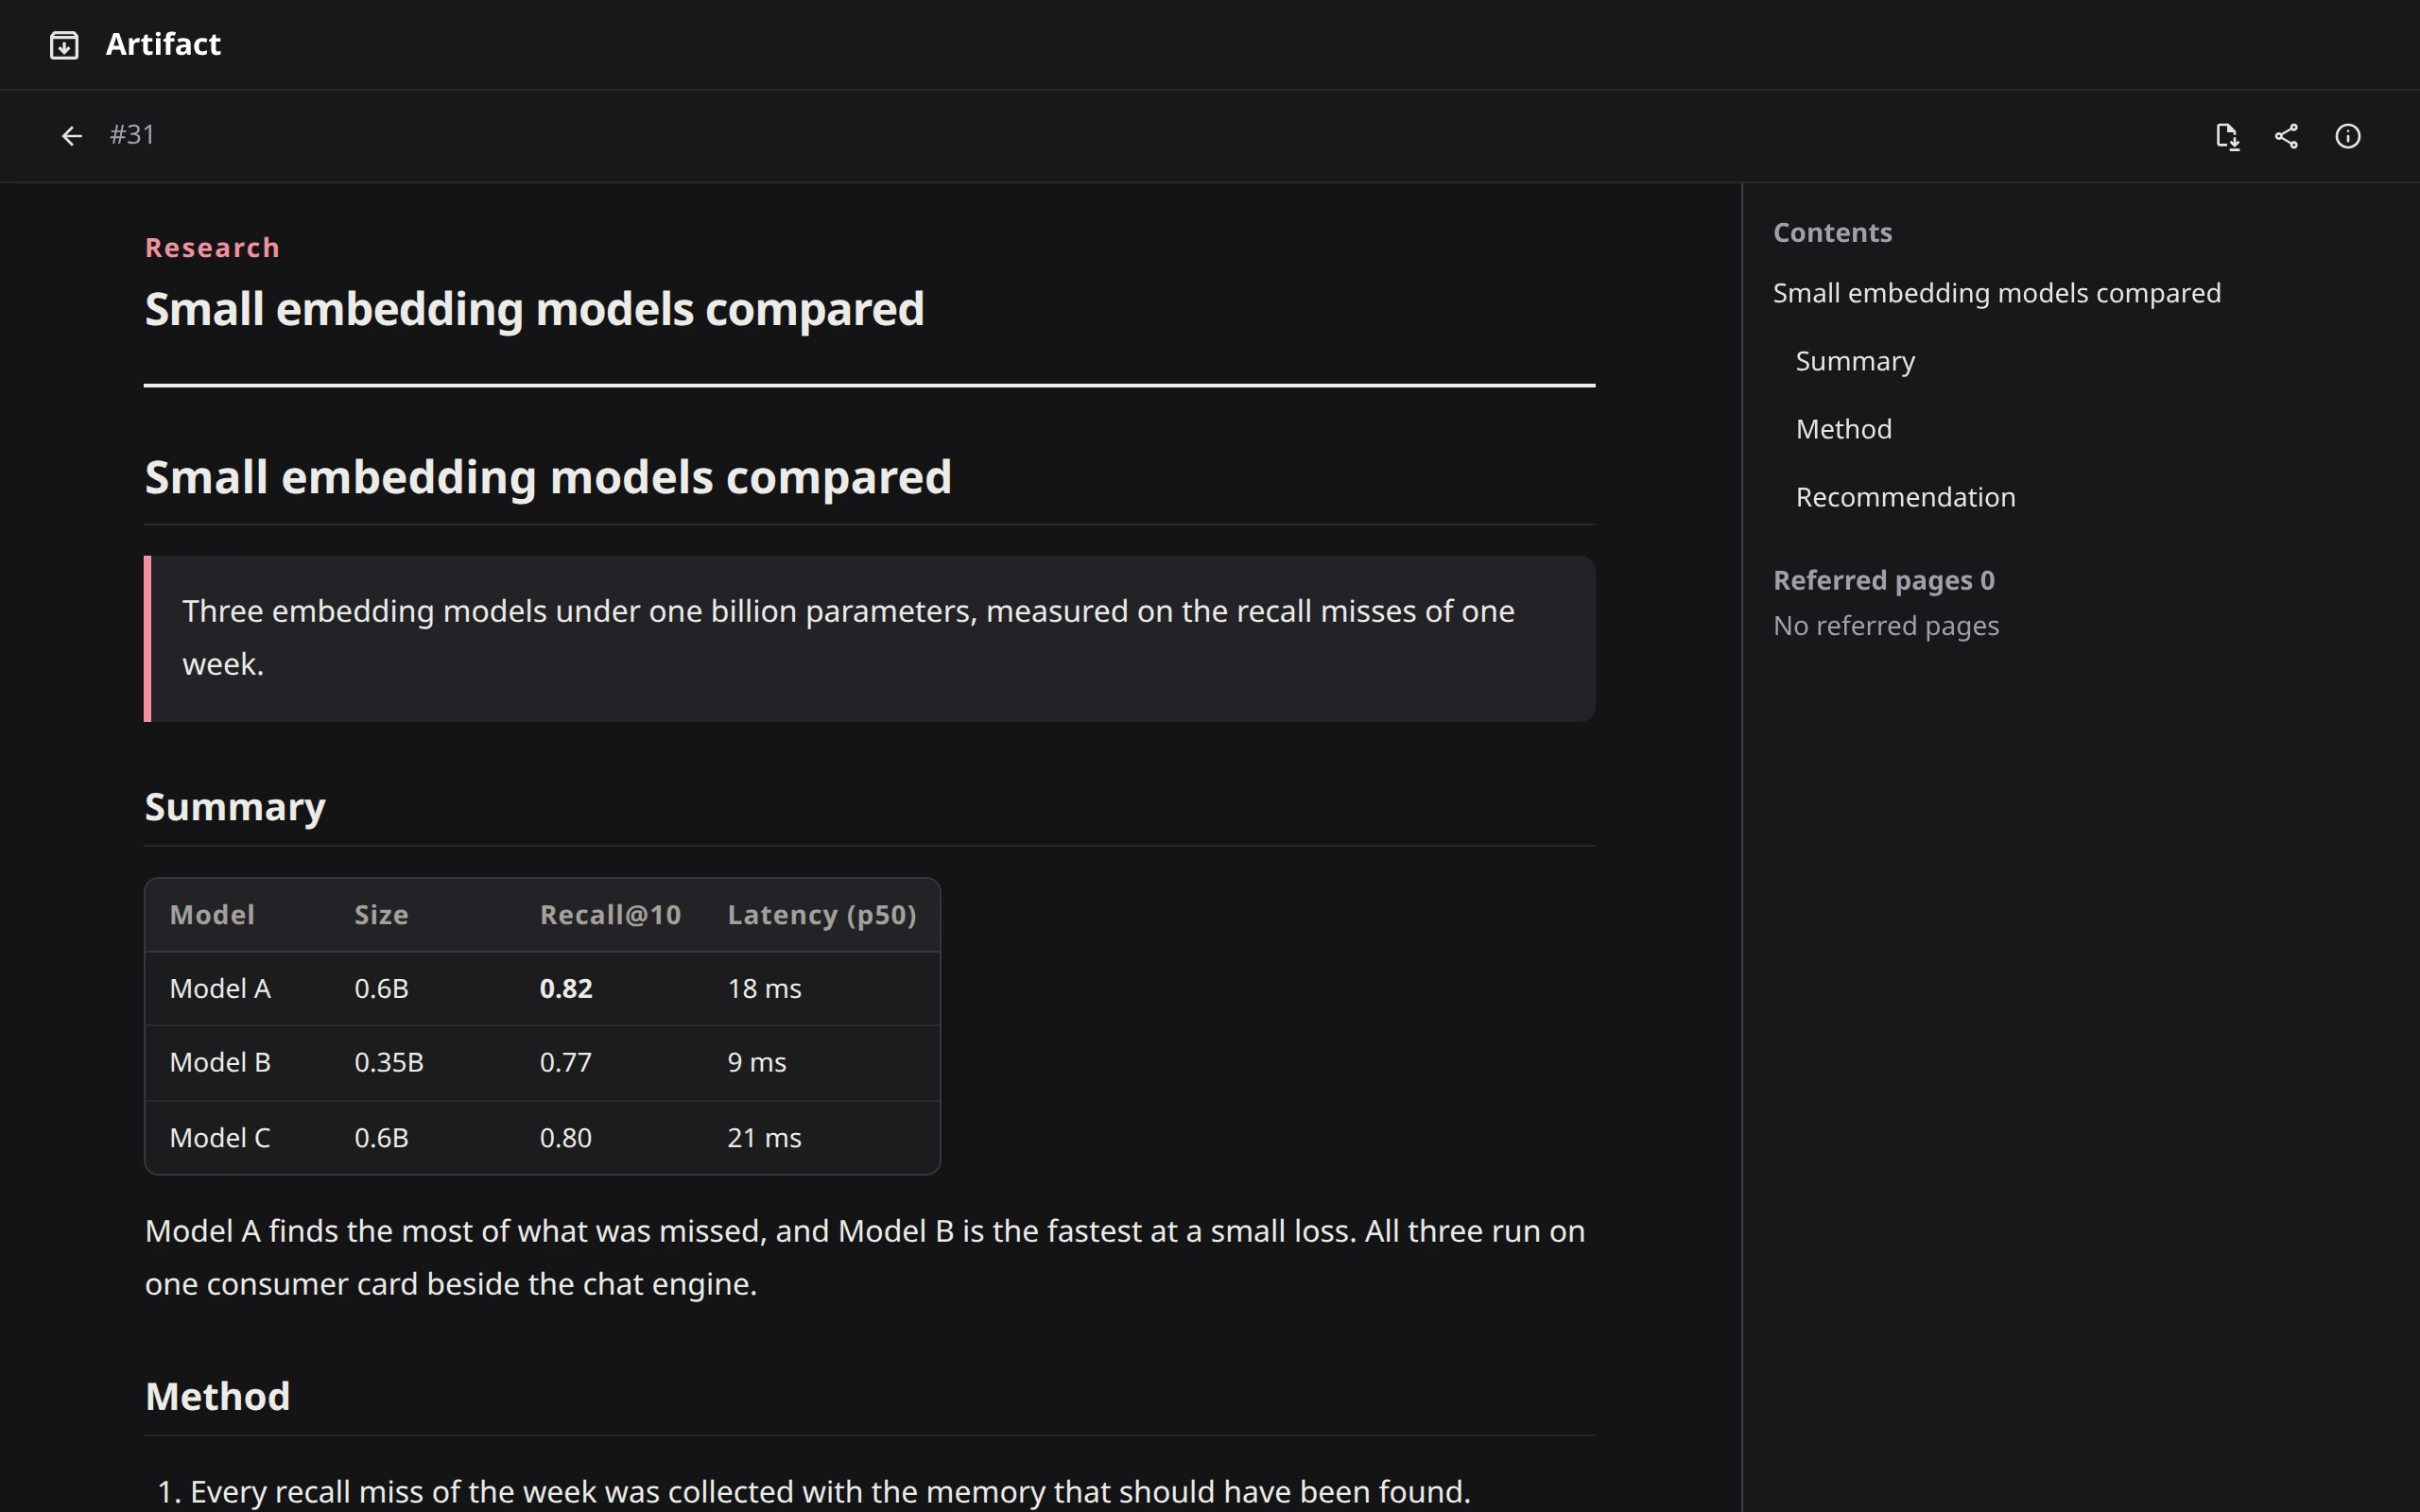 Artifact
#31
Research
Small embedding models compared
Small embedding models compared
Three embedding models under one billion parameters, measured on the recall misses of one
week.
Summary
Model Size Recall@10 Latency (p50)
Model A 0.6B 0.82 18 ms
Model B 0.35B 0.77 9 ms
Model C 0.6B 0.80 21 ms
Model A finds the most of what was missed, and Model B is the fastest at a small loss. All three run on
one consumer card beside the chat engine.
Method
1. Every recall miss of the week was collected with the memory that should have been found.
Contents
Small embedding models compared
Summary
Method
Recommendation
Referred pages 0
No referred pages